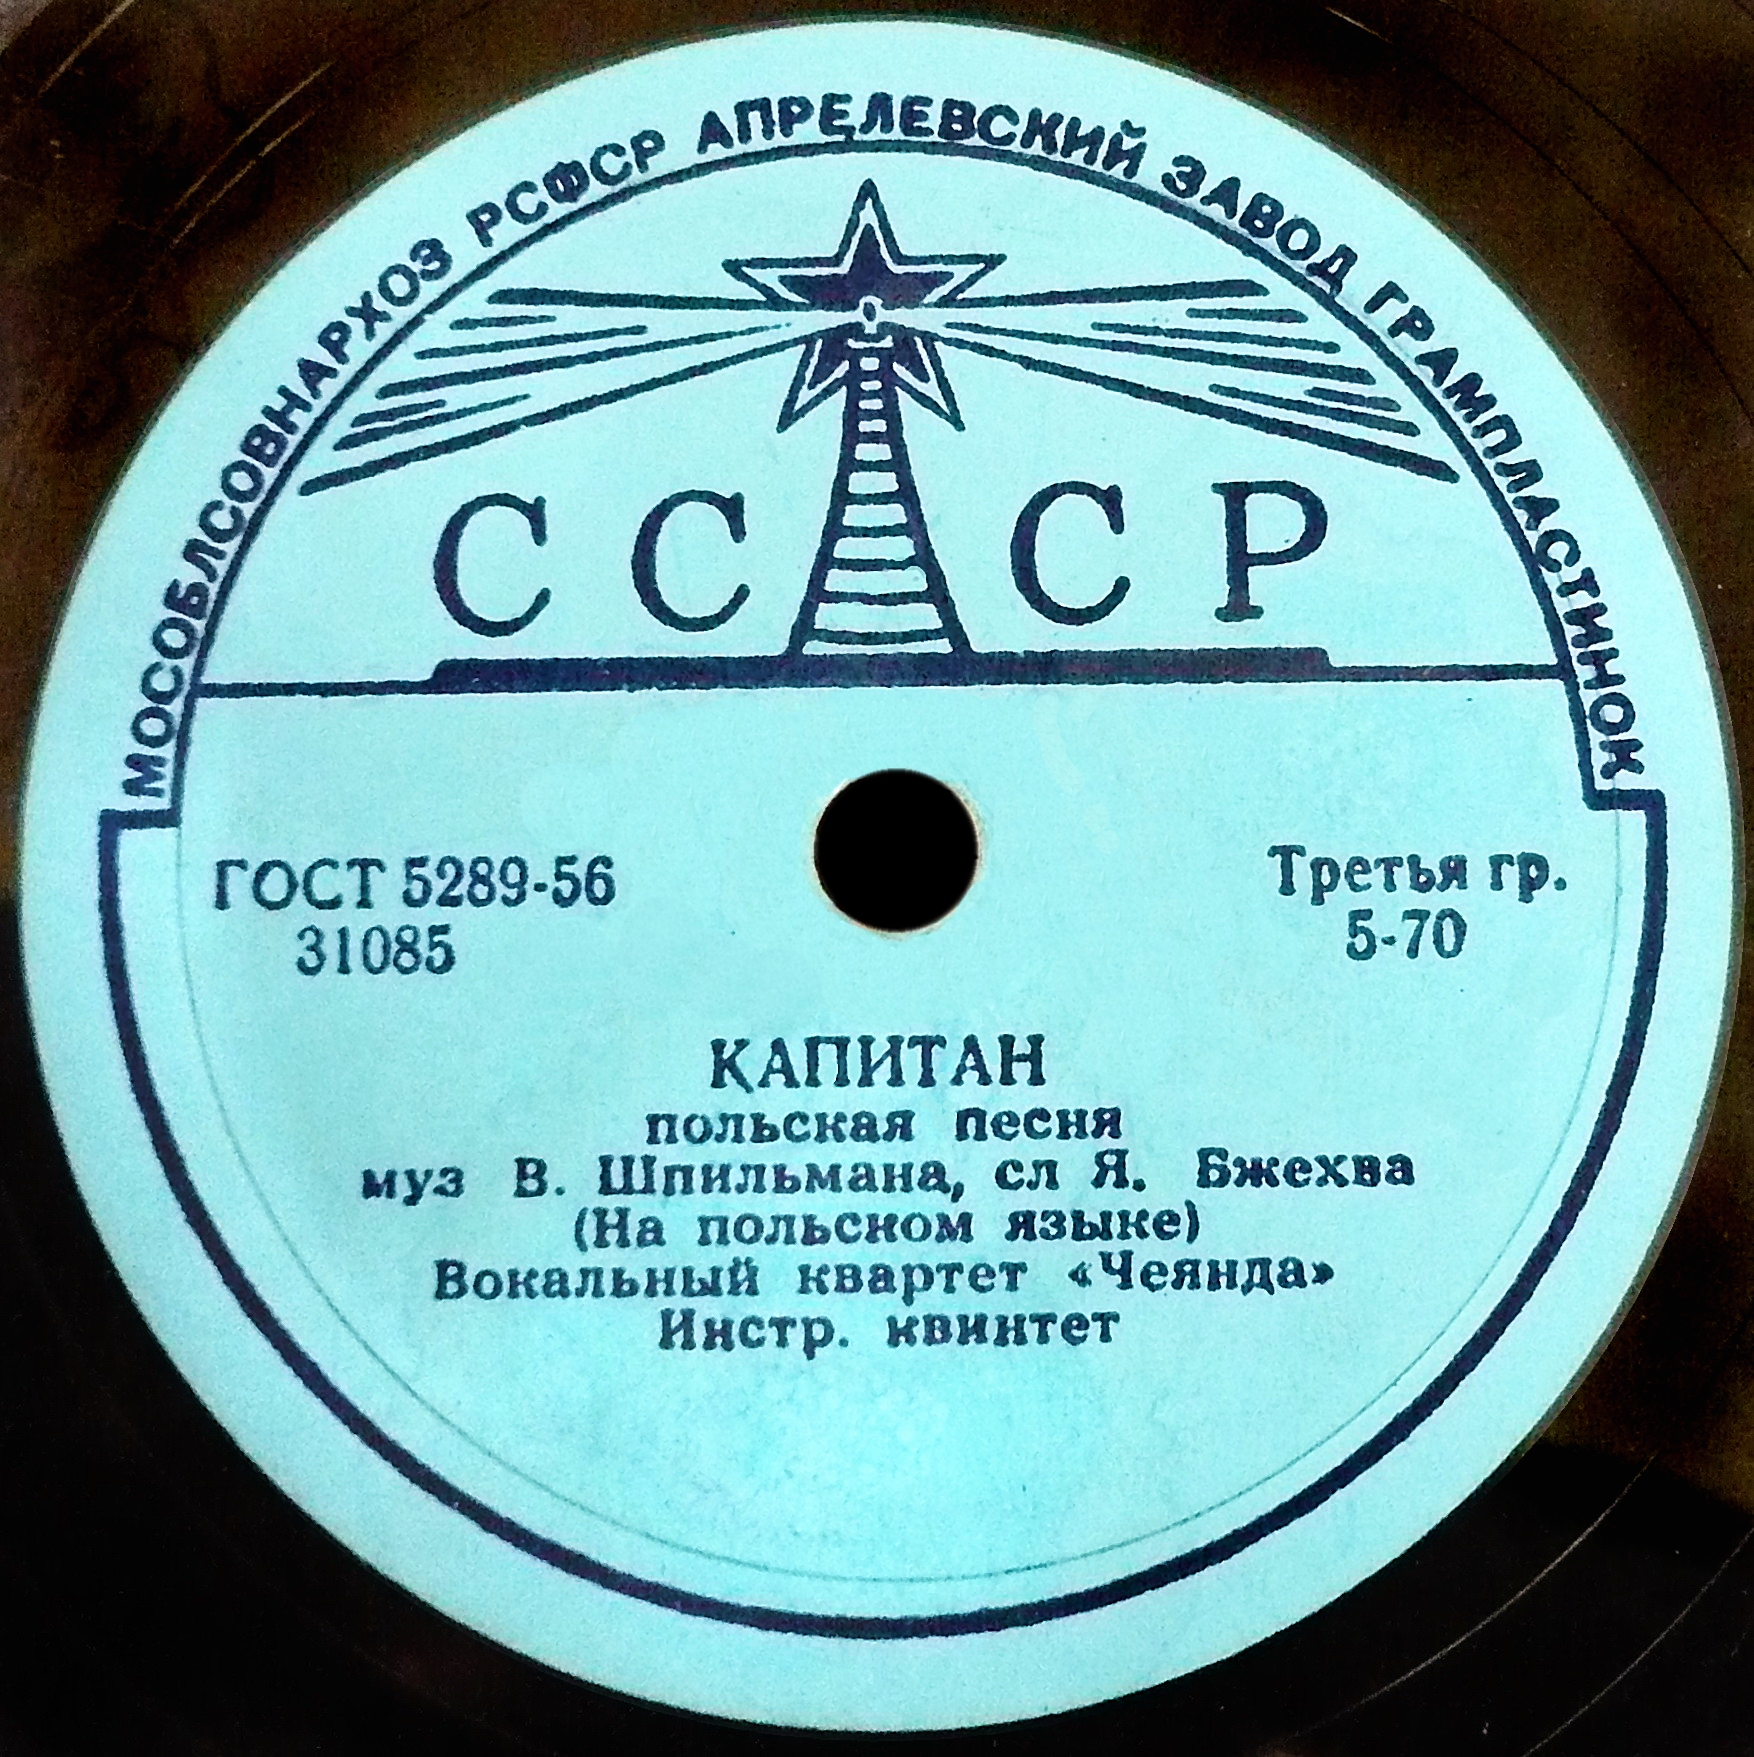 МОСОБЛСОВНАРХОЗ РСФСР АПРЕЛЕВСКИЙ ЗАВОД ГРАМПЛАСТИНОК
СССР
ГОСТ 5289-56
31085
Третья гр.
5-70
КАПИТАН
польская песня
муз В. Шпильмана, сл Я. Бжехва
(На польском языке)
Вокальный квартет «Чеянда»
Инстр. квинтет